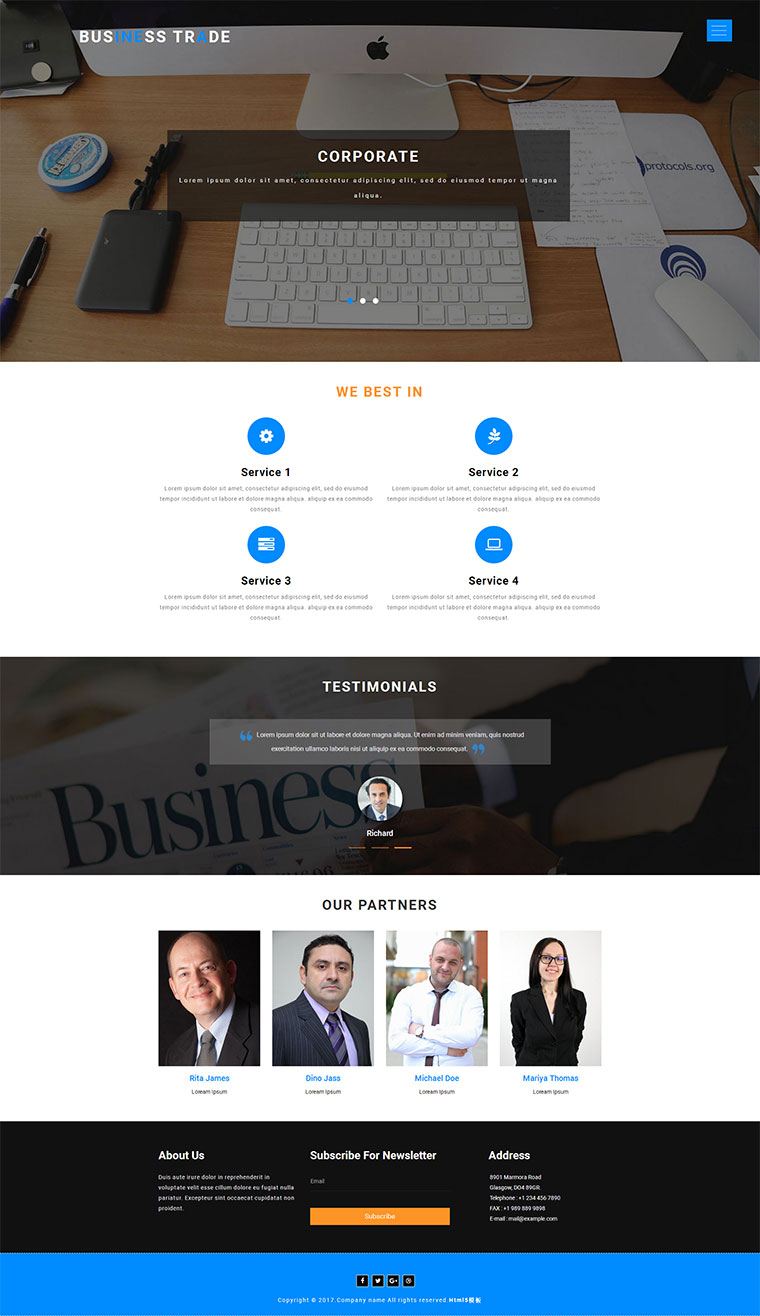 BUSINESS TRADE
protocols.org
CORPORATE
Lorem ipsum dolor sit amet, consectetur adipiscing elit, sed do eiusmod tempor ut magna
aliqua.
WE BEST IN
Service 1
Lorem ipsum dolor sit amet, consectetur adipiscing elit, sed do eiusmod
tempor incididunt ut labore et dolore magna aliqua. aliquip ex ea commodo
consequat.
Service 2
Lorem ipsum dolor sit amet, consectetur adipiscing elit, sed do eiusmod
tempor incididunt ut labore et dolore magna aliqua. aliquip ex ea commodo
consequat.
Service 3
Lorem ipsum dolor sit amet, consectetur adipiscing elit, sed do eiusmod
tempor incididunt ut labore et dolore magna aliqua. aliquip ex ea commodo
consequat.
Service 4
Lorem ipsum dolor sit amet, consectetur adipiscing elit, sed do eiusmod
tempor incididunt ut labore et dolore magna aliqua. aliquip ex ea commodo
consequat.
TESTIMONIALS
Lorem ipsum dolor sit ut labore et dolore magna aliqua. Ut enim ad minim veniam, quis nostrud
exercitation ullamco laboris nisi ut aliquip ex ea commodo consequat.
Business
Richard
OUR PARTNERS
Rita James
Loream Ipsum
Dino Jass
Loream Ipsum
Michael Doe
Loream Ipsum
Mariya Thomas
Loream Ipsum
About Us
Duis aute irure dolor in reprehenderit in
voluptate velit esse cillum dolore eu fugiat nulla
pariatur. Excepteur sint occaecat cupidatat non
proident.
Subscribe For Newsletter
Email
Subscribe
Address
8901 Marmora Road
Glasgow, DO4 89GR.
Telephone : +1 234 456 7890
FAX : +1 989 889 9898
E-mail : mail@example.com
Copyright © 2017.Company name All rights reserved.Html5模板